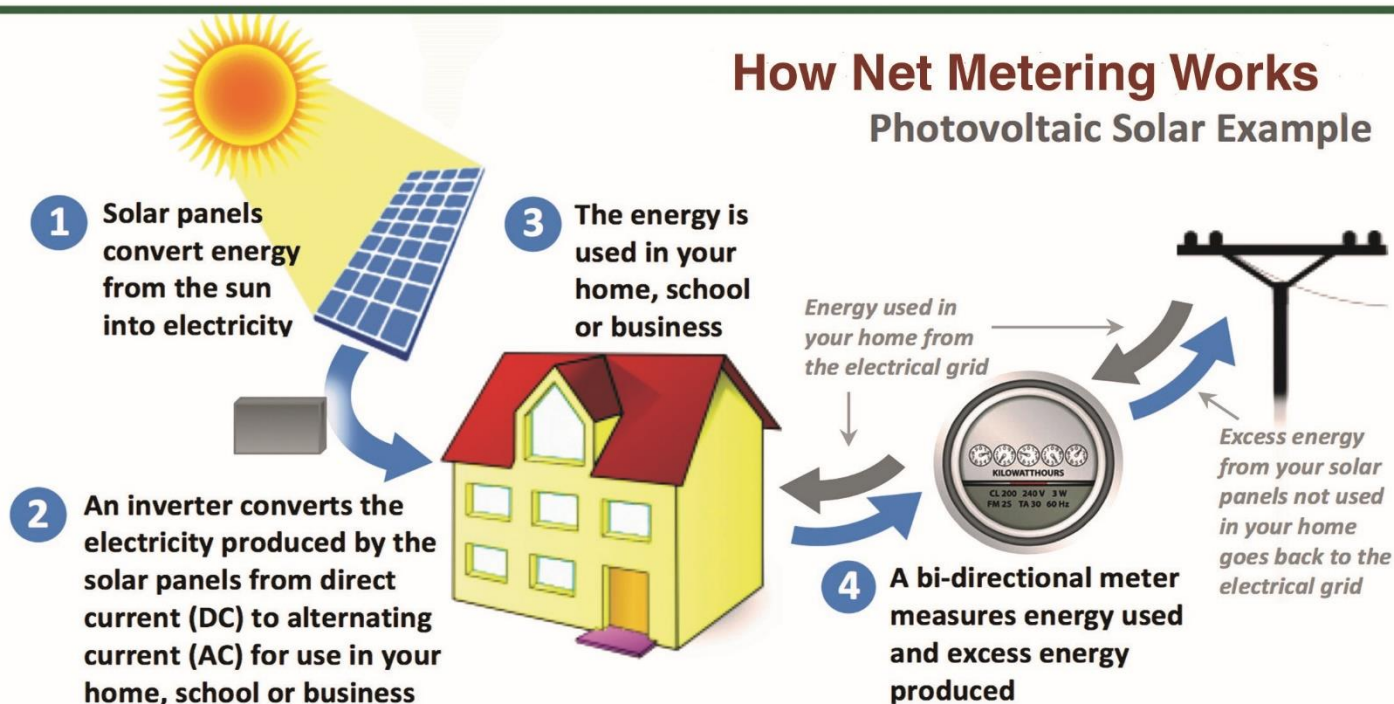 How Net Metering Works
Photovoltaic Solar Example
1
Solar panels
convert energy
from the sun
into electricity
2
An inverter converts the
electricity produced by the
solar panels from direct
current (DC) to alternating
current (AC) for use in your
home, school or business
3
The energy is
used in your
home, school
or business
Energy used in
your home from
the electrical grid
KILOWATTHOURS
CL 200 240 V 3 W
FM 25 TA 30 60 Hz
4
A bi-directional meter
measures energy used
and excess energy
produced
Excess energy
from your solar
panels not used
in your home
goes back to the
electrical grid